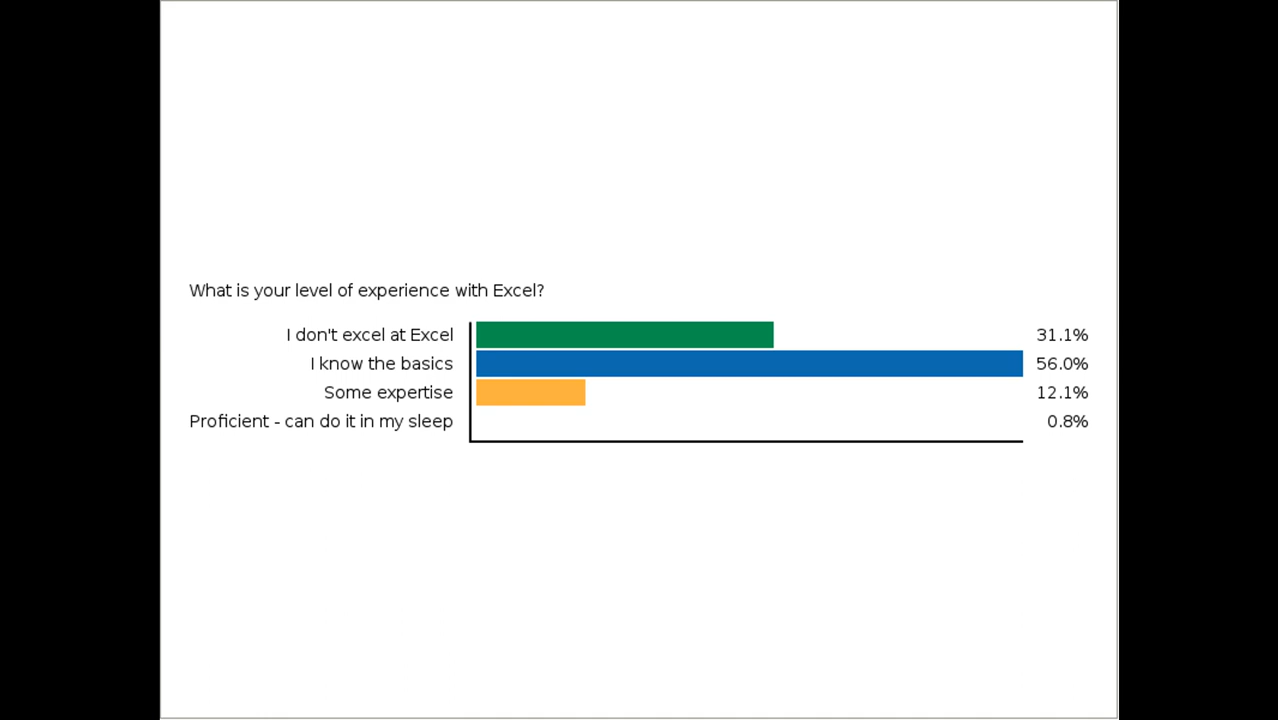 What is your level of experience with Excel?
I don't excel at Excel 31.1%
I know the basics 56.0%
Some expertise 12.1%
Proficient - can do it in my sleep 0.8%